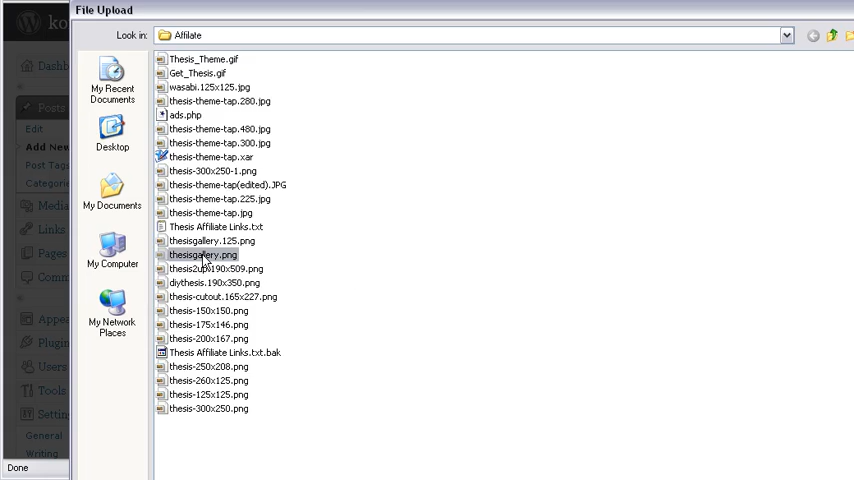 File Upload
Look in:
Affilate
ko
Dashb
Posts
Edit
Add New
Post Tags
Categorie
Media
Links
Pages
Comm
Appea
Plugin
Users
Tools
Settin
General
Writing
Done
My Recent
Documents
Desktop
My Documents
My Computer
My Network
Places
Thesis_Theme.gif
Get_Thesis.gif
wasabi.125x125.jpg
thesis-theme-tap.280.jpg
ads.php
thesis-theme-tap.480.jpg
thesis-theme-tap.300.jpg
thesis-theme-tap.xar
thesis-300x250-1.png
thesis-theme-tap(edited).JPG
thesis-theme-tap.225.jpg
thesis-theme-tap.jpg
Thesis Affiliate Links.txt
thesisgallery.125.png
thesisgallery.png
thesis2up.190x509.png
diythesis.190x350.png
thesis-cutout.165x227.png
thesis-150x150.png
thesis-175x146.png
thesis-200x167.png
Thesis Affiliate Links.txt.bak
thesis-250x208.png
thesis-260x125.png
thesis-125x125.png
thesis-300x250.png